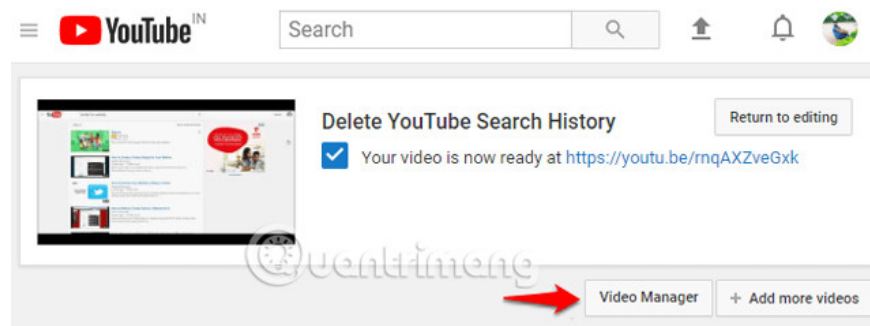 YouTube IN
Search
Delete YouTube Search History
Return to editing
Your video is now ready at https://youtu.be/rnqAXZveGxk
Quantrimang
Video Manager
+ Add more videos